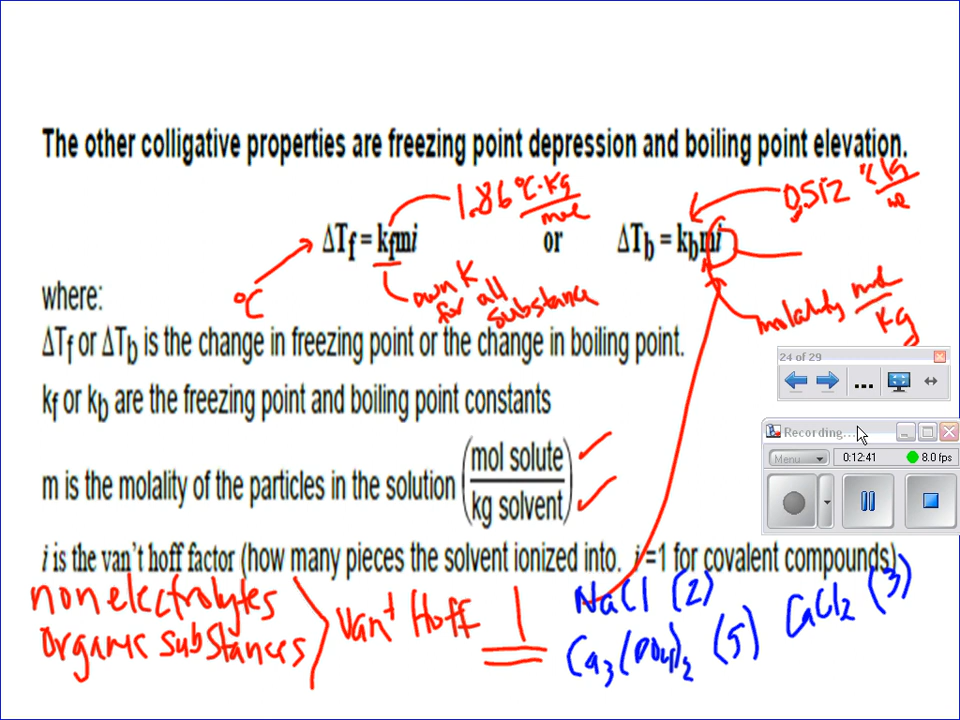 The other colligative properties are freezing point depression and boiling point elevation.
1.86 °C·Kg/mol
0.512 °C kg/
ΔTf = kfmi or ΔTb = kbmi
°C
own K
for all
substance
molality mol/kg
where:
ΔTf or ΔTb is the change in freezing point or the change in boiling point.
24 of 29
kf or kb are the freezing point and boiling point constants
Recording...
Menu 0:12:41 8.0 fps
m is the molality of the particles in the solution (mol solute/kg solvent)
i is the van't hoff factor (how many pieces the solvent ionized into. i =1 for covalent compounds)
nonelectrolytes
Organic substances
Van't Hoff 1
NaCl (2)
CaCl2 (3)
Ca3(PO4)2 (5)